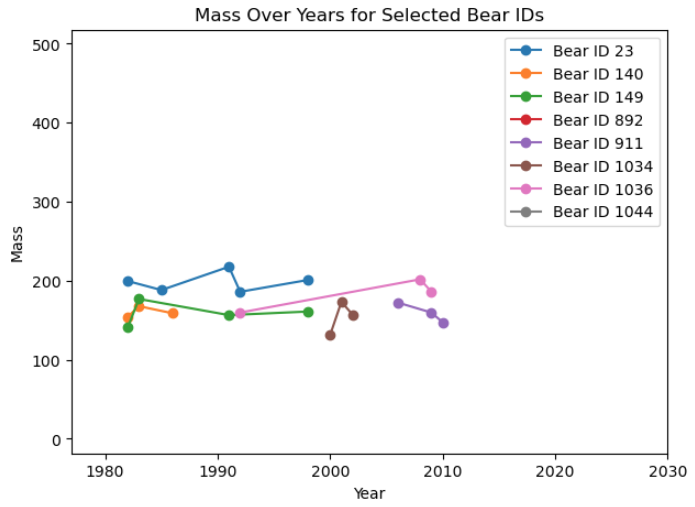 Mass Over Years for Selected Bear IDs
500
400
300
200
100
0
Mass
Bear ID 23
Bear ID 140
Bear ID 149
Bear ID 892
Bear ID 911
Bear ID 1034
Bear ID 1036
Bear ID 1044
1980 1990 2000 2010 2020 2030
Year